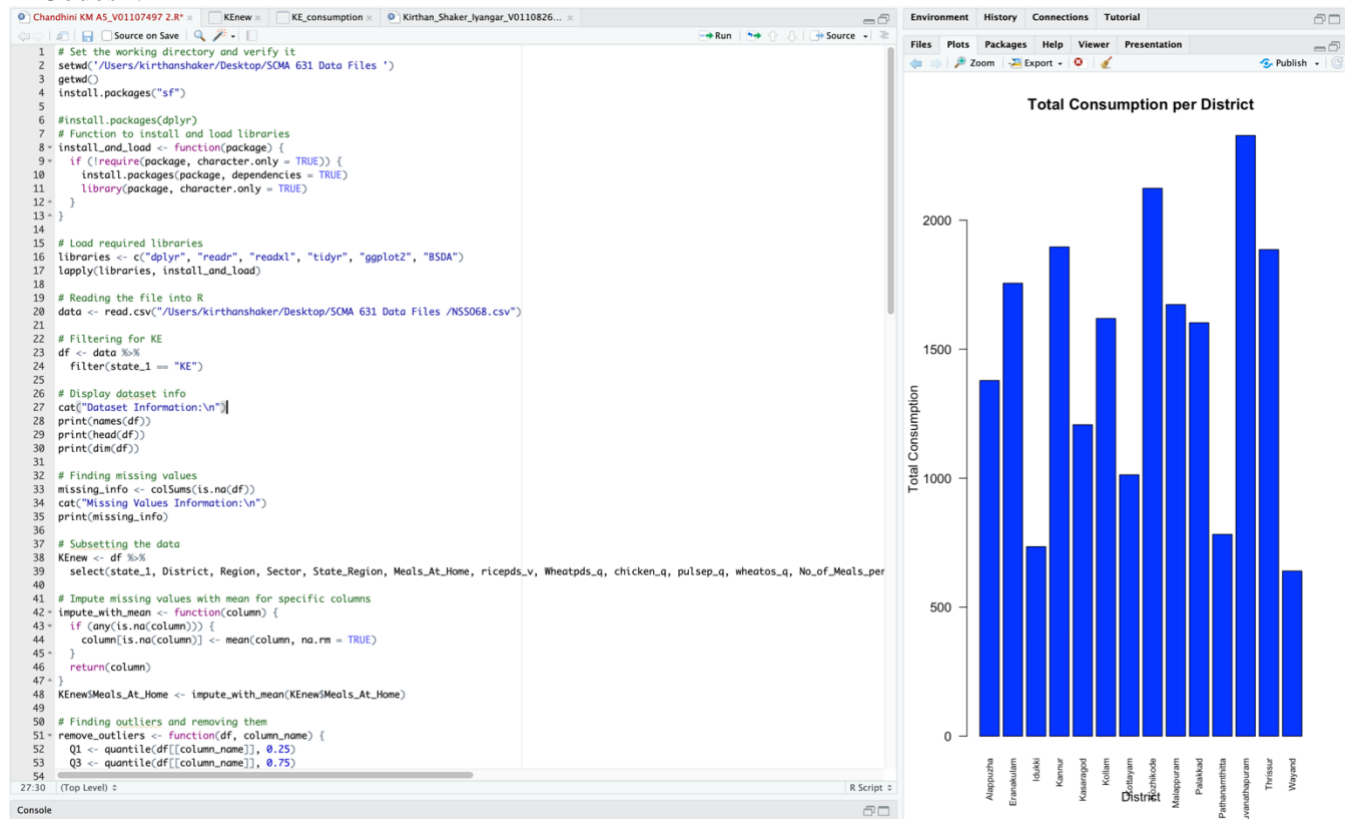 Chandhini KM A5_V01107497 2.R* KEnew KE_consumption Kirthan_Shaker_Iyangar_V0110826...
Source on Save Run Source
1 # Set the working directory and verify it
2 setwd('/Users/kirthanshaker/Desktop/SCMA 631 Data Files ')
3 getwd()
4 install.packages("sf")
5
6 #install.packages(dplyr)
7 # Function to install and load libraries
8 install_and_load <- function(package) {
9 if (!require(package, character.only = TRUE)) {
10 install.packages(package, dependencies = TRUE)
11 library(package, character.only = TRUE)
12 }
13 }
14
15 # Load required libraries
16 libraries <- c("dplyr", "readr", "readxl", "tidyr", "ggplot2", "BSDA")
17 lapply(libraries, install_and_load)
18
19 # Reading the file into R
20 data <- read.csv("/Users/kirthanshaker/Desktop/SCMA 631 Data Files /NSSO68.csv")
21
22 # Filtering for KE
23 df <- data %>%
24 filter(state_1 == "KE")
25
26 # Display dataset info
27 cat("Dataset Information:\n")
28 print(names(df))
29 print(head(df))
30 print(dim(df))
31
32 # Finding missing values
33 missing_info <- colSums(is.na(df))
34 cat("Missing Values Information:\n")
35 print(missing_info)
36
37 # Subsetting the data
38 KEnew <- df %>%
39 select(state_1, District, Region, Sector, State_Region, Meals_At_Home, ricepds_v, Wheatpds_q, chicken_q, pulsep_q, wheatos_q, No_of_Meals_per
40
41 # Impute missing values with mean for specific columns
42 impute_with_mean <- function(column) {
43 if (any(is.na(column))) {
44 column[is.na(column)] <- mean(column, na.rm = TRUE)
45 }
46 return(column)
47 }
48 KEnew$Meals_At_Home <- impute_with_mean(KEnew$Meals_At_Home)
49
50 # Finding outliers and removing them
51 remove_outliers <- function(df, column_name) {
52 Q1 <- quantile(df[[column_name]], 0.25)
53 Q3 <- quantile(df[[column_name]], 0.75)
54
27:30 (Top Level) R Script
Console
Environment History Connections Tutorial
Files Plots Packages Help Viewer Presentation
Zoom Export Publish
Total Consumption per District
Total Consumption
2000
1500
1000
500
0
Alappuzha
Eranakulam
Idukki
Kannur
Kasaragod
Kollam
Kottayam
Kozhikode
Malappuram
Palakkad
Pathanamthitta
uvanathapuram
Thrissur
Wayand
District